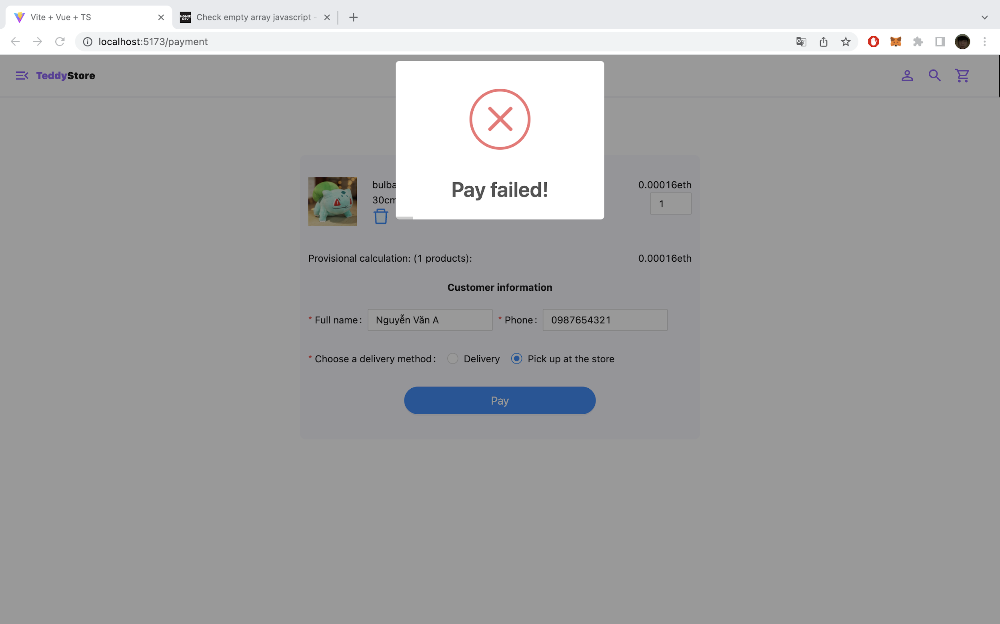 Vite + Vue + TS
HOMIE DEV
Check empty array javascript -
localhost:5173/payment
TeddyStore
Pay failed!
bulba
30cm
0.00016eth
1
Provisional calculation: (1 products):
0.00016eth
Customer information
* Full name: Nguyễn Văn A * Phone: 0987654321
* Choose a delivery method: Delivery Pick up at the store
Pay